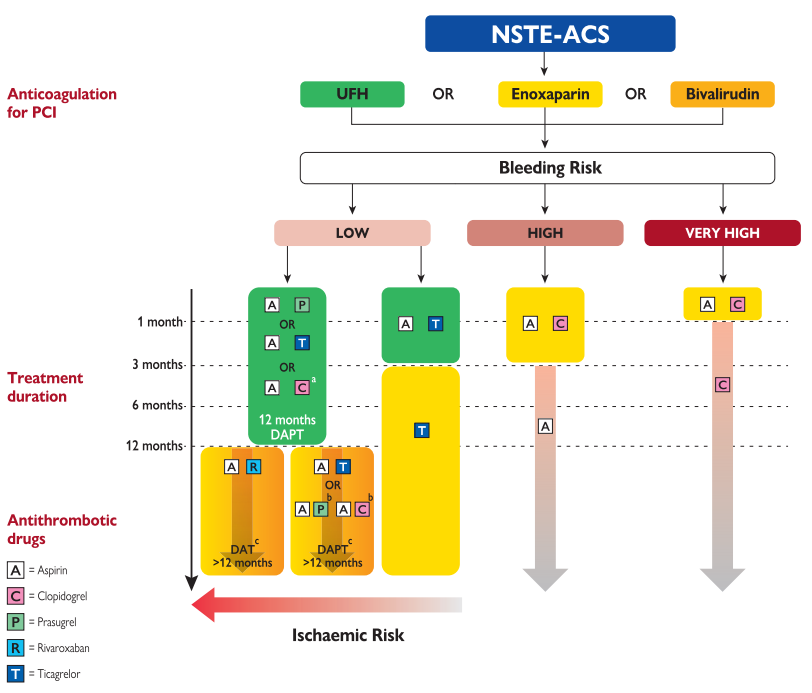 NSTE-ACS
Anticoagulation
for PCI
UFH OR Enoxaparin OR Bivalirudin
Bleeding Risk
LOW HIGH VERY HIGH
Treatment
duration
1 month
3 months
6 months
12 months
A P
OR
A T
OR
A C a
12 months
DAPT
A T
T
A C
A
A C
C
A R
DAT c
>12 months
A T
OR
A P b A C b
DAPT c
>12 months
Ischaemic Risk
Antithrombotic
drugs
A = Aspirin
C = Clopidogrel
P = Prasugrel
R = Rivaroxaban
T = Ticagrelor